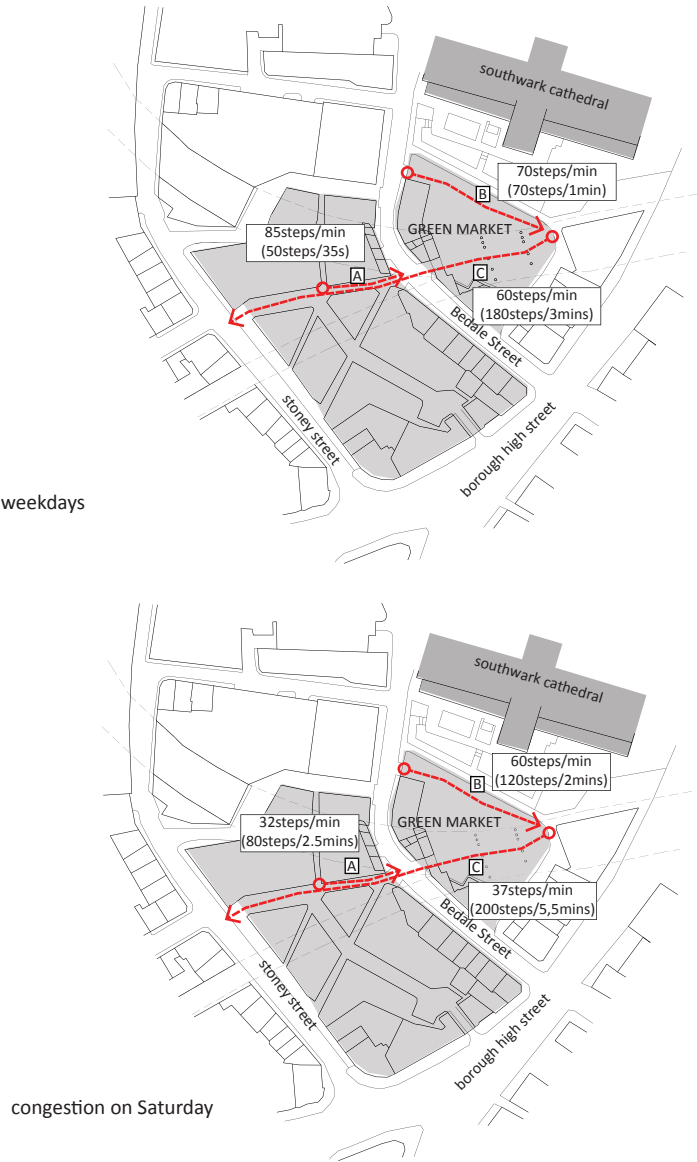 southwark cathedral
70steps/min
(70steps/1min)
B
85steps/min
(50steps/35s)
GREEN MARKET
A
C
60steps/min
(180steps/3mins)
Bedale Street
stoney street
borough high street
weekdays
southwark cathedral
60steps/min
(120steps/2mins)
B
32steps/min
(80steps/2.5mins)
GREEN MARKET
A
C
37steps/min
(200steps/5,5mins)
Bedale Street
stoney street
borough high street
congestion on Saturday